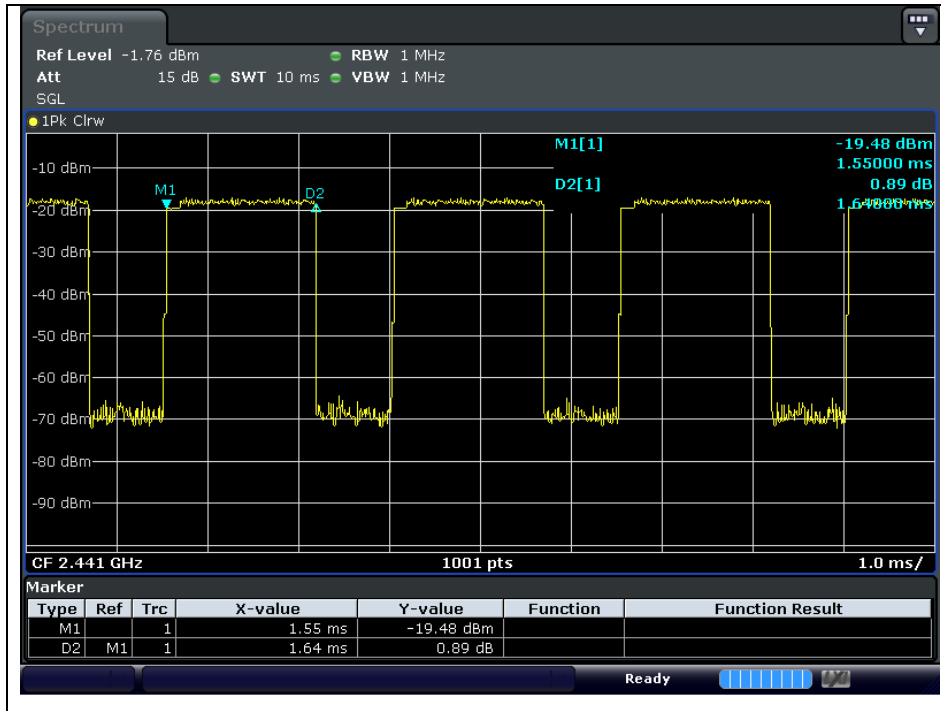 Spectrum
Ref Level -1.76 dBm RBW 1 MHz
Att 15 dB SWT 10 ms VBW 1 MHz
SGL
1Pk Clrw
M1[1] -19.48 dBm
1.55000 ms
D2[1] 0.89 dB
1.64000 ms
-10 dBm
M1
D2
-20 dBm
-30 dBm
-40 dBm
-50 dBm
-60 dBm
-70 dBm
-80 dBm
-90 dBm
CF 2.441 GHz 1001 pts 1.0 ms/
Marker
Type Ref Trc X-value Y-value Function Function Result
M1 1 1.55 ms -19.48 dBm
D2 M1 1 1.64 ms 0.89 dB
Ready